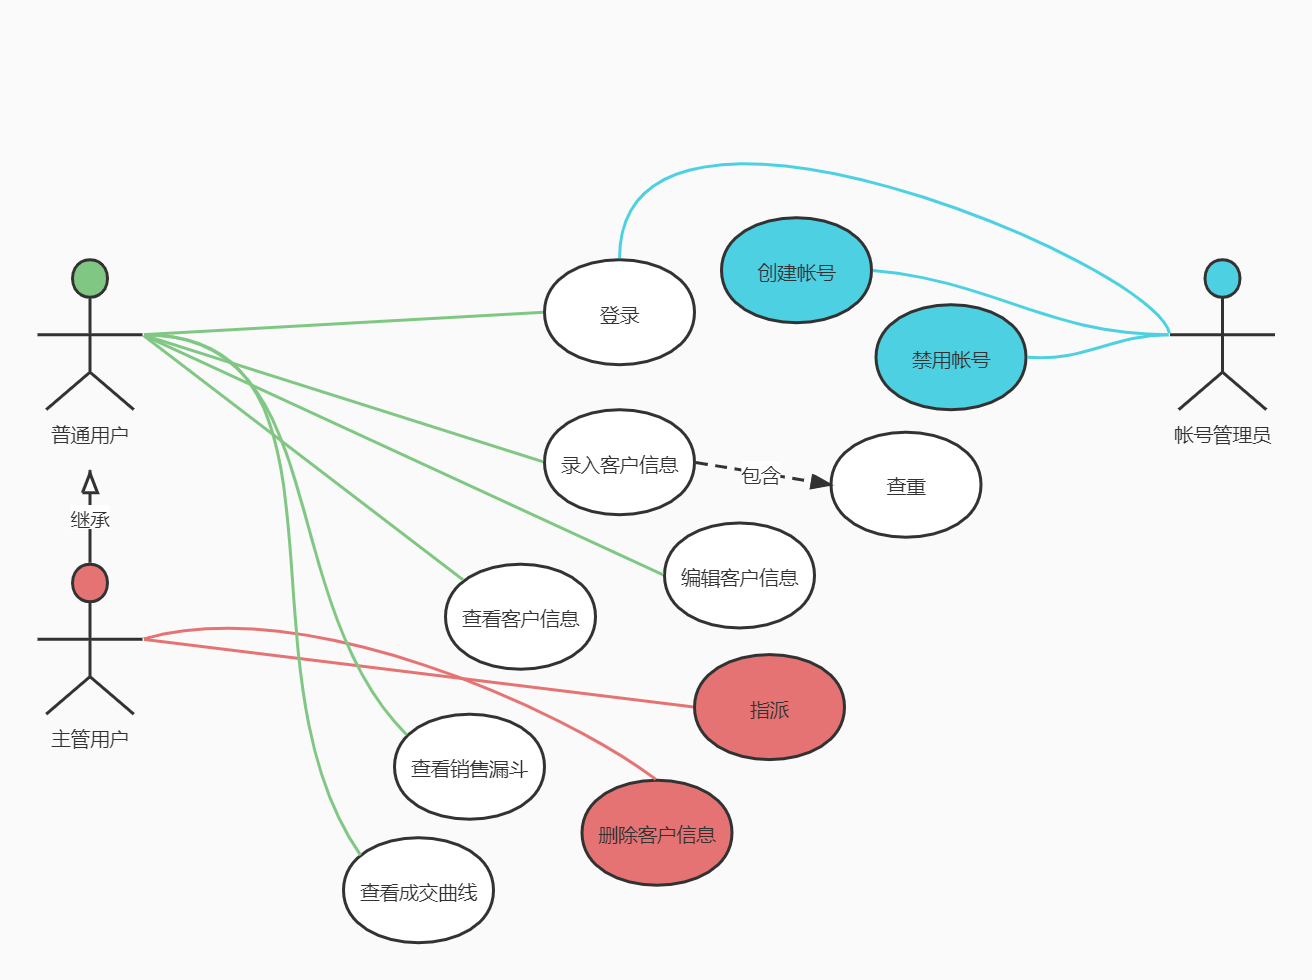 创建帐号
登录
禁用帐号
普通用户
帐号管理员
录入客户信息
包含
查重
继承
编辑客户信息
查看客户信息
指派
主管用户
查看销售漏斗
删除客户信息
查看成交曲线